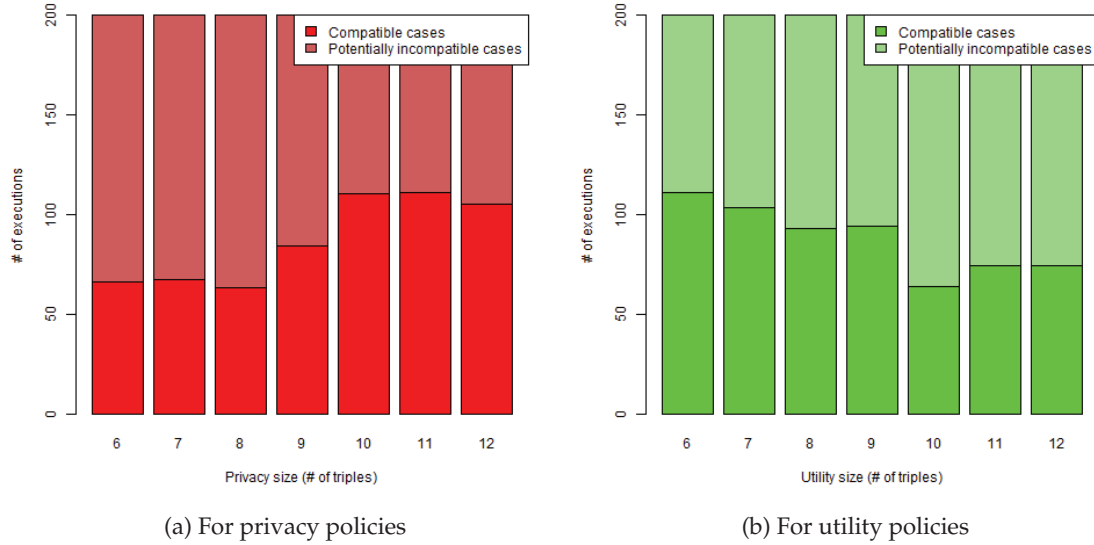 Compatible cases
Potentially incompatible cases
# of executions
200
150
100
50
0
6 7 8 9 10 11 12
Privacy size (# of triples)
(a) For privacy policies
Compatible cases
Potentially incompatible cases
# of executions
200
150
100
50
0
6 7 8 9 10 11 12
Utility size (# of triples)
(b) For utility policies